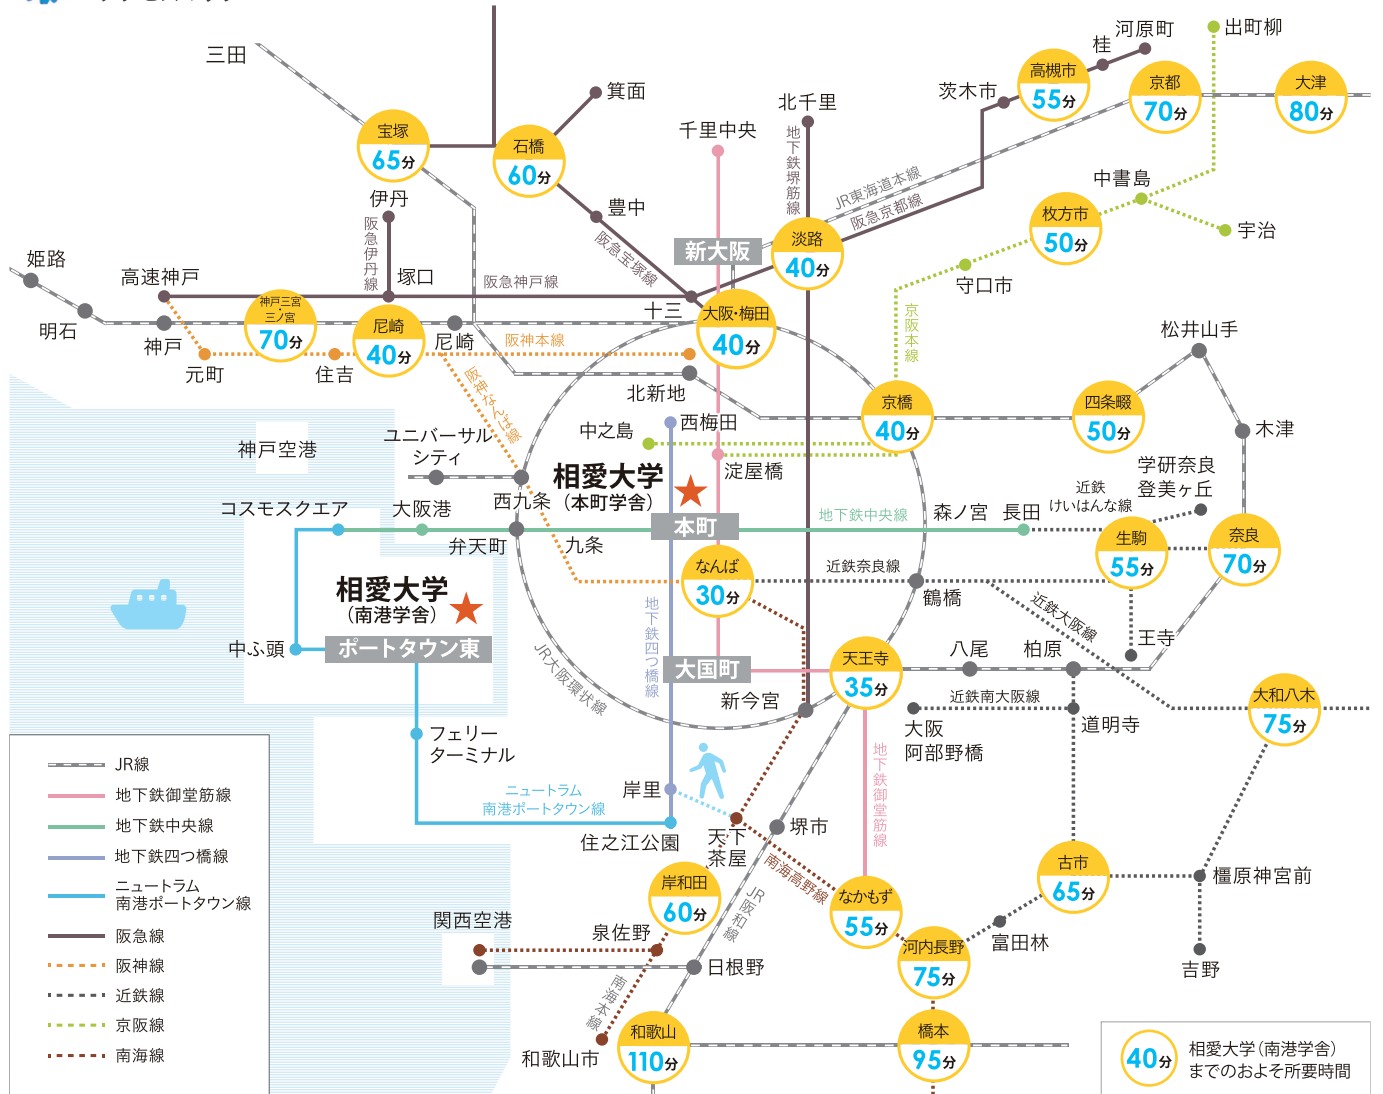 三田
宝塚
65分
石橋
60分
箕面
伊丹
阪急伊丹線
豊中
阪急宝塚線
千里中央
北千里
地下鉄堺筋線
茨木市
高槻市
55分
桂
河原町
京都
70分
出町柳
大津
80分
JR東海道本線
阪急京都線
中書島
宇治
枚方市
50分
守口市
新大阪
淡路
40分
姫路
明石
高速神戸
神戸
塚口
阪急神戸線
十三
神戸三宮・
三ノ宮
70分
尼崎
40分
尼崎
阪神本線
大阪・梅田
40分
元町
住吉
阪神なんば線
北新地
京阪本線
松井山手
京橋
40分
四条畷
50分
木津
神戸空港
ユニバーサル
シティ
中之島
西梅田
淀屋橋
相愛大学
(本町学舎)
西九条
本町
コスモスクエア
大阪港
弁天町
九条
地下鉄中央線
森ノ宮
長田
近鉄
けいはんな線
学研奈良
登美ヶ丘
生駒
55分
奈良
70分
相愛大学
(南港学舎)
ポートタウン東
中ふ頭
なんば
30分
近鉄奈良線
鶴橋
近鉄大阪線
王寺
地下鉄四つ橋線
大国町
JR大阪環状線
新今宮
天王寺
35分
八尾
柏原
近鉄南大阪線
大阪
阿部野橋
道明寺
大和八木
75分
フェリー
ターミナル
ニュートラム
南港ポートタウン線
岸里
住之江公園
天下
茶屋
堺市
地下鉄御堂筋線
南海高野線
JR阪和線
岸和田
60分
なかもず
55分
古市
65分
橿原神宮前
関西空港
泉佐野
日根野
河内長野
75分
富田林
吉野
南海本線
和歌山市
和歌山
110分
橋本
95分
JR線
地下鉄御堂筋線
地下鉄中央線
地下鉄四つ橋線
ニュートラム
南港ポートタウン線
阪急線
阪神線
近鉄線
京阪線
南海線
40分
相愛大学(南港学舎)
までのおよそ所要時間